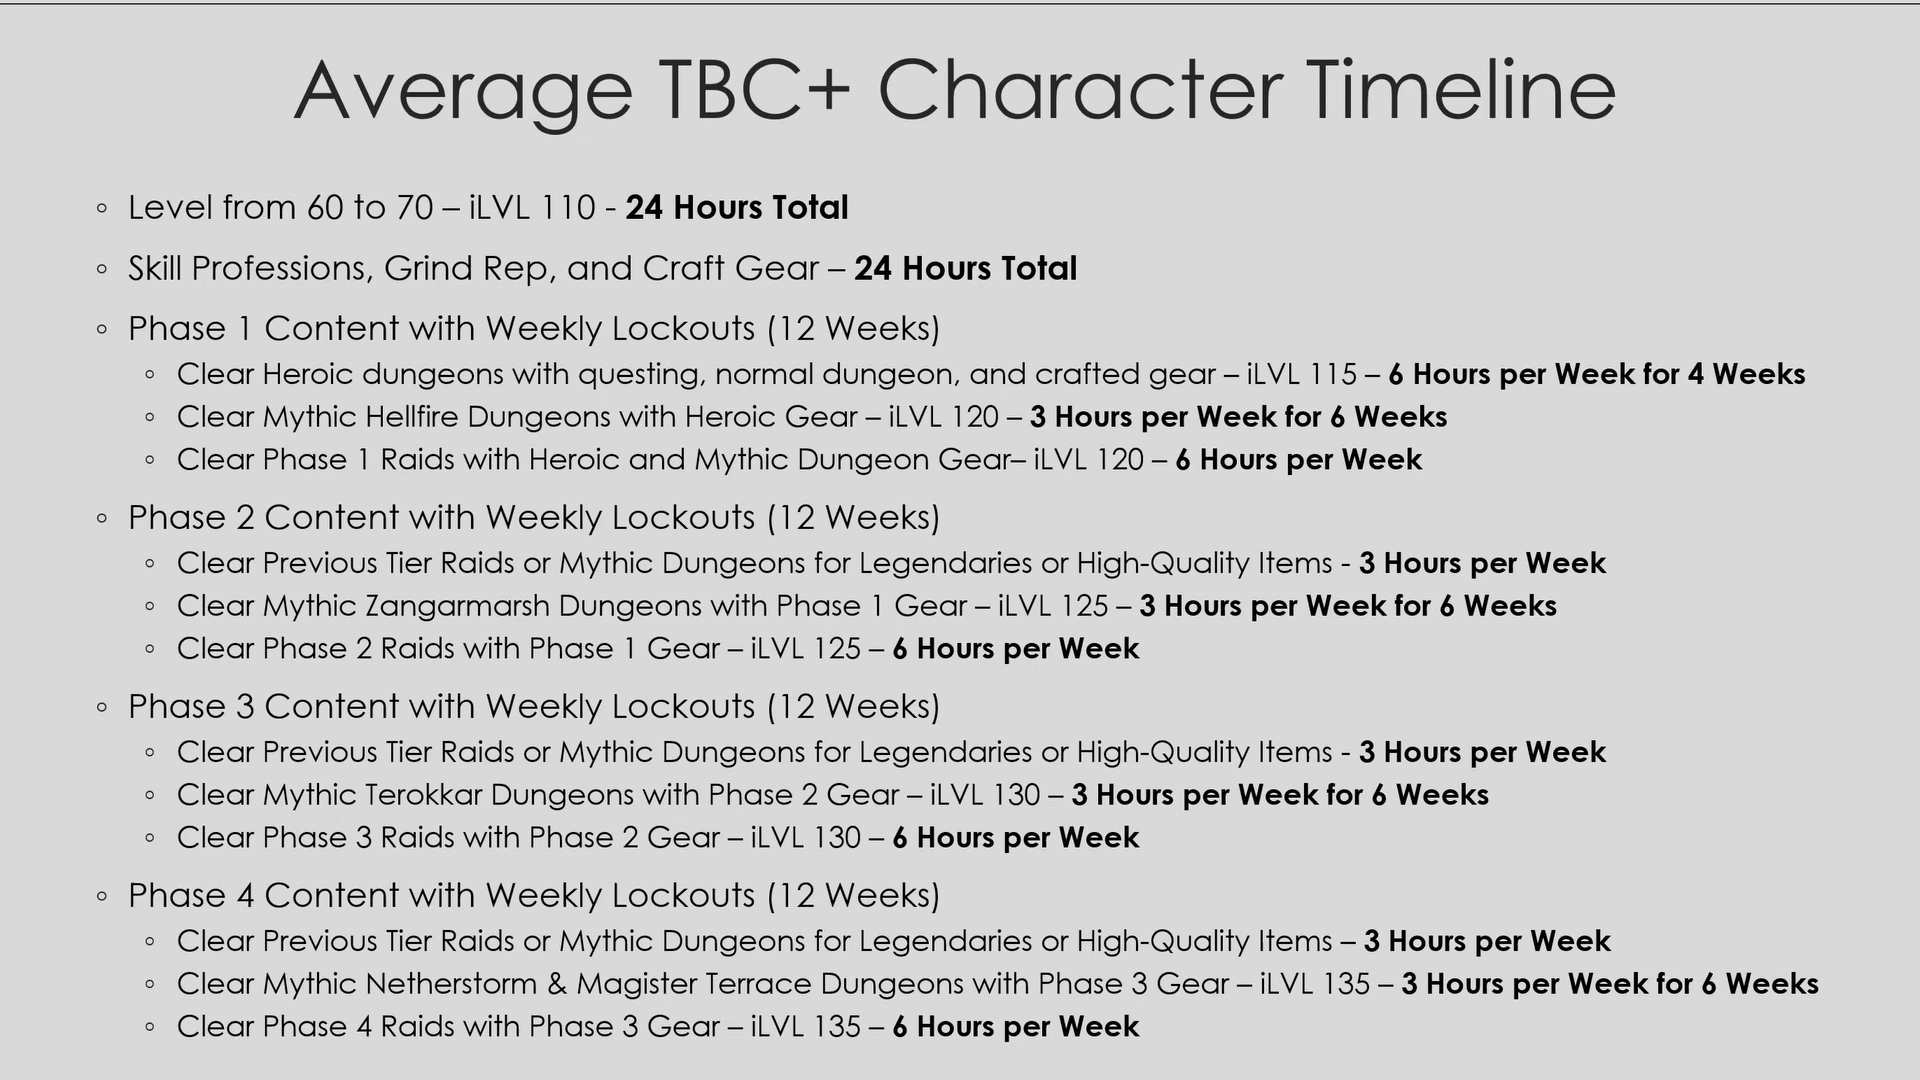 Average TBC+ Character Timeline
◦ Level from 60 to 70 – iLVL 110 - 24 Hours Total
◦ Skill Professions, Grind Rep, and Craft Gear – 24 Hours Total
◦ Phase 1 Content with Weekly Lockouts (12 Weeks)
◦ Clear Heroic dungeons with questing, normal dungeon, and crafted gear – iLVL 115 – 6 Hours per Week for 4 Weeks
◦ Clear Mythic Hellfire Dungeons with Heroic Gear – iLVL 120 – 3 Hours per Week for 6 Weeks
◦ Clear Phase 1 Raids with Heroic and Mythic Dungeon Gear– iLVL 120 – 6 Hours per Week
◦ Phase 2 Content with Weekly Lockouts (12 Weeks)
◦ Clear Previous Tier Raids or Mythic Dungeons for Legendaries or High-Quality Items - 3 Hours per Week
◦ Clear Mythic Zangarmarsh Dungeons with Phase 1 Gear – iLVL 125 – 3 Hours per Week for 6 Weeks
◦ Clear Phase 2 Raids with Phase 1 Gear – iLVL 125 – 6 Hours per Week
◦ Phase 3 Content with Weekly Lockouts (12 Weeks)
◦ Clear Previous Tier Raids or Mythic Dungeons for Legendaries or High-Quality Items - 3 Hours per Week
◦ Clear Mythic Terokkar Dungeons with Phase 2 Gear – iLVL 130 – 3 Hours per Week for 6 Weeks
◦ Clear Phase 3 Raids with Phase 2 Gear – iLVL 130 – 6 Hours per Week
◦ Phase 4 Content with Weekly Lockouts (12 Weeks)
◦ Clear Previous Tier Raids or Mythic Dungeons for Legendaries or High-Quality Items – 3 Hours per Week
◦ Clear Mythic Netherstorm & Magister Terrace Dungeons with Phase 3 Gear – iLVL 135 – 3 Hours per Week for 6 Weeks
◦ Clear Phase 4 Raids with Phase 3 Gear – iLVL 135 – 6 Hours per Week